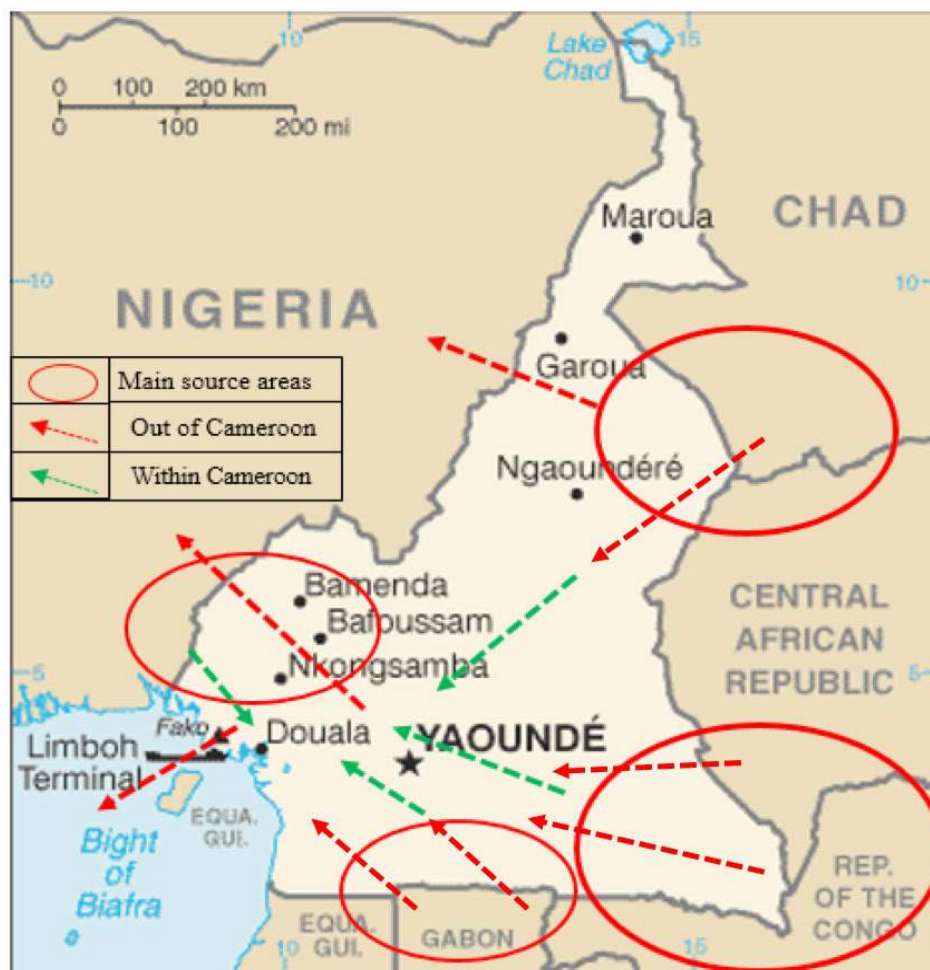 10
15
Lake
Chad
0 100 200 km
0 100 200 mi
Maroua
CHAD
10
10
NIGERIA
Garoua
Main source areas
Out of Cameroon
Within Cameroon
Ngaoundéré
Bamenda
Bafoussam
Nkongsamba
CENTRAL
AFRICAN
REPUBLIC
5
5
Fako
Douala
YAOUNDÉ
Limboh
Terminal
EQUA.
GUI.
Bight
of
Biafra
REP.
OF THE
CONGO
EQUA.
GUI.
GABON
10
15